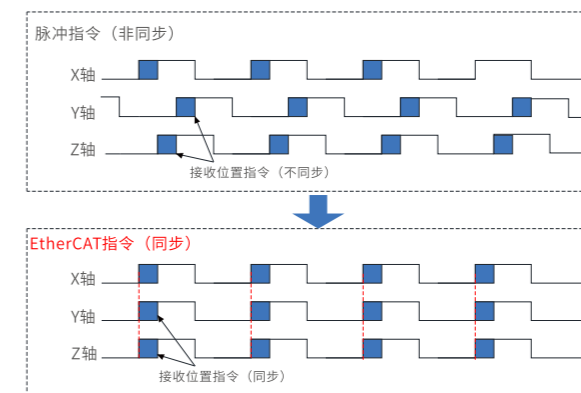 脉冲指令（非同步）
X轴
Y轴
Z轴
接收位置指令（不同步）
EtherCAT指令（同步）
X轴
Y轴
Z轴
接收位置指令（同步）